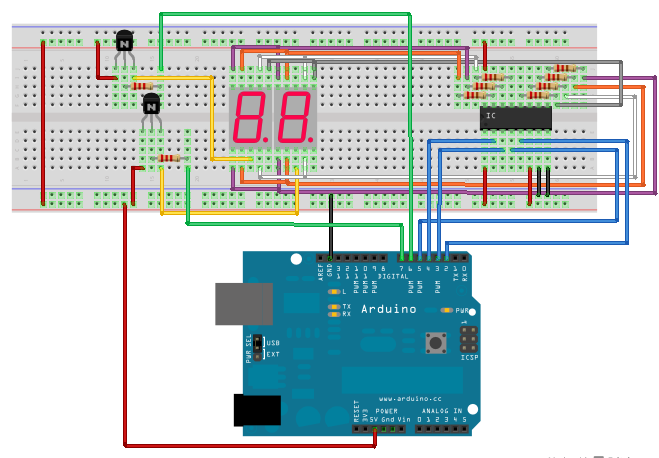 N
N
IC
AREF
GND
13
12
11
10
9
8
7
6
5
4
3
2
1
0
PWM
PWM
PWM
PWM
PWM
PWM
TX
RX
DIGITAL
L
TX
RX
Arduino
PWR
PWR SEL
USB
EXT
1
ICSP
www.arduino.cc
POWER
ANALOG IN
RESET
3V3
5V Gnd Vin
0 1 2 3 4 5